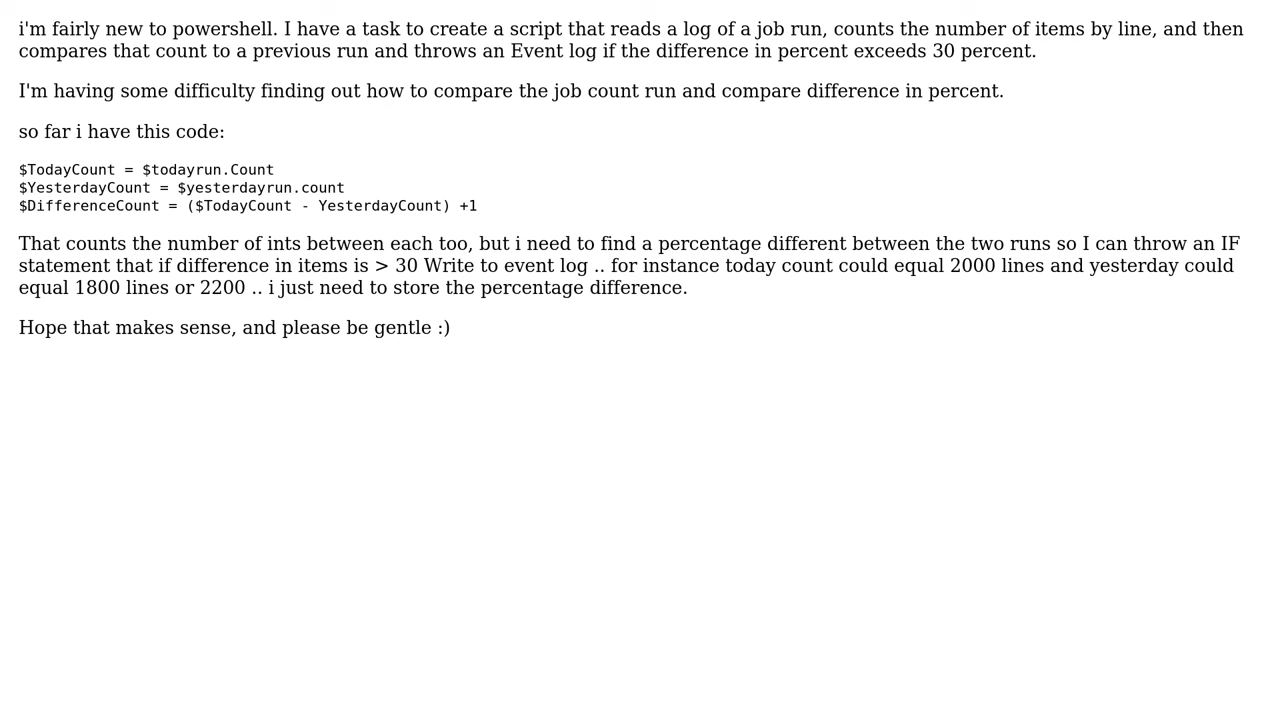 i'm fairly new to powershell. I have a task to create a script that reads a log of a job run, counts the number of items by line, and then
compares that count to a previous run and throws an Event log if the difference in percent exceeds 30 percent.
I'm having some difficulty finding out how to compare the job count run and compare difference in percent.
so far i have this code:
$TodayCount = $todayrun.Count
$YesterdayCount = $yesterdayrun.count
$DifferenceCount = ($TodayCount - YesterdayCount) +1
That counts the number of ints between each too, but i need to find a percentage different between the two runs so I can throw an IF
statement that if difference in items is > 30 Write to event log .. for instance today count could equal 2000 lines and yesterday could
equal 1800 lines or 2200 .. i just need to store the percentage difference.
Hope that makes sense, and please be gentle :)